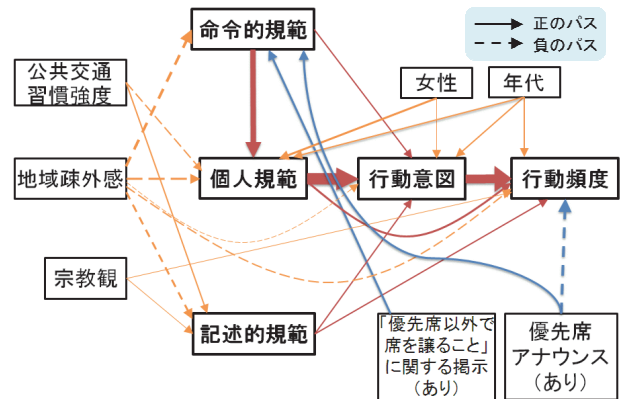 命令的規範
正のパス
負のパス
公共交通
習慣強度
女性
年代
地域疎外感
個人規範
行動意図
行動頻度
宗教観
記述的規範
「優先席以外で
席を譲ること」
に関する掲示
(あり)
優先席
アナウンス
(あり)